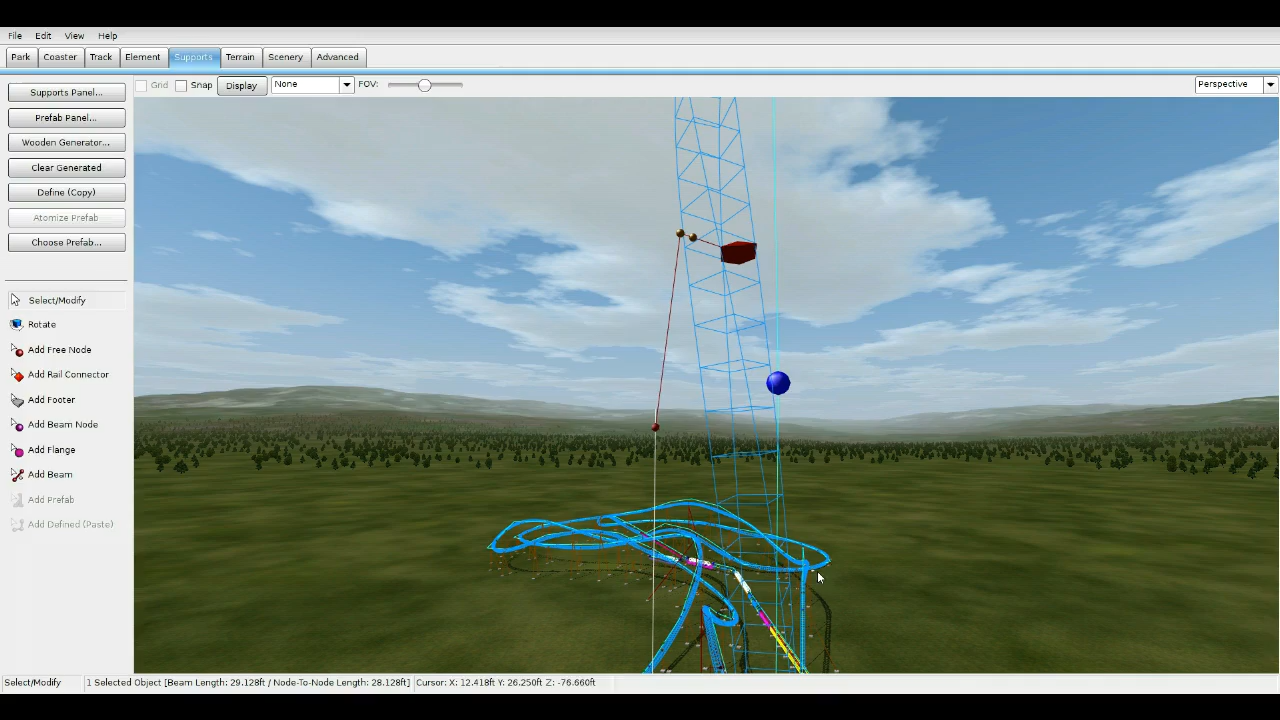 File Edit View Help
Park Coaster Track Element Supports Terrain Scenery Advanced
Grid Snap Display None FOV: Perspective
Supports Panel...
Prefab Panel...
Wooden Generator...
Clear Generated
Define (Copy)
Atomize Prefab
Choose Prefab...
Select/Modify
Rotate
Add Free Node
Add Rail Connector
Add Footer
Add Beam Node
Add Flange
Add Beam
Add Prefab
Add Defined (Paste)
Select/Modify 1 Selected Object [Beam Length: 29.128ft / Node-To-Node Length: 28.128ft] Cursor: X: 12.418ft Y: 26.250ft Z: -76.660ft